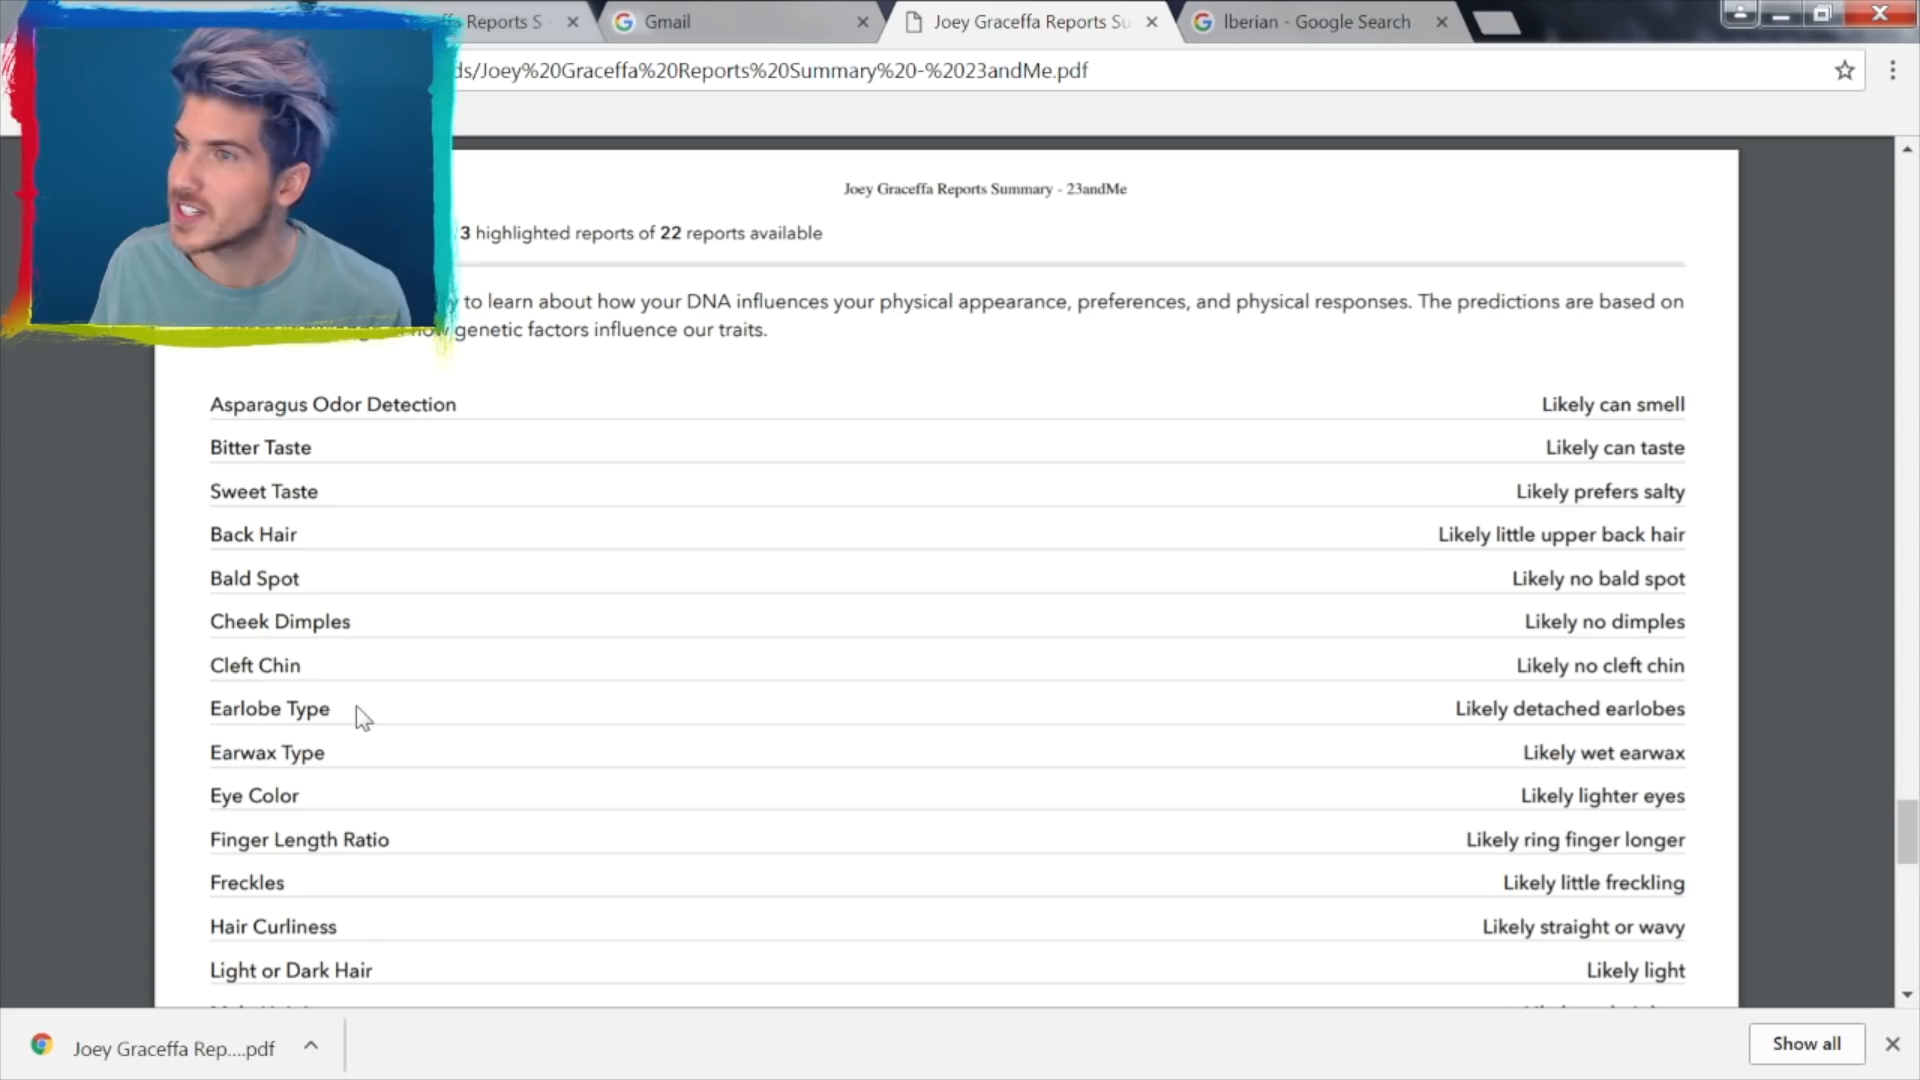 fa Reports S
Gmail
Joey Graceffa Reports Su
Iberian - Google Search
ds/Joey%20Graceffa%20Reports%20Summary%20-%2023andMe.pdf
Joey Graceffa Reports Summary - 23andMe
3 highlighted reports of 22 reports available
to learn about how your DNA influences your physical appearance, preferences, and physical responses. The predictions are based on
how genetic factors influence our traits.
Asparagus Odor Detection Likely can smell
Bitter Taste Likely can taste
Sweet Taste Likely prefers salty
Back Hair Likely little upper back hair
Bald Spot Likely no bald spot
Cheek Dimples Likely no dimples
Cleft Chin Likely no cleft chin
Earlobe Type Likely detached earlobes
Earwax Type Likely wet earwax
Eye Color Likely lighter eyes
Finger Length Ratio Likely ring finger longer
Freckles Likely little freckling
Hair Curliness Likely straight or wavy
Light or Dark Hair Likely light
Joey Graceffa Rep....pdf
Show all